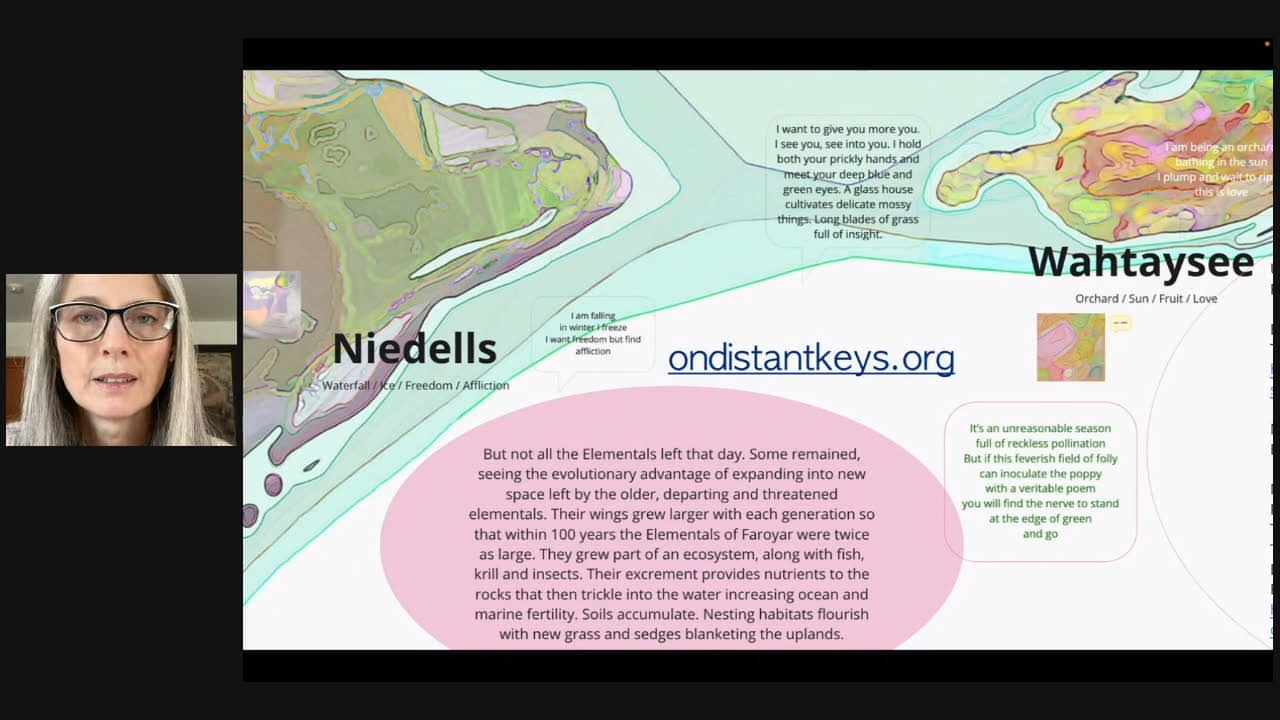 I want to give you more you.
I see you, see into you. I hold
both your prickly hands and
meet your deep blue and
green eyes. A glass house
cultivates delicate mossy
things. Long blades of grass
full of insight.
I am being an orchar
bathing in the sun
I plump and wait to rip
this is love
Wahtaysee
Orchard / Sun / Fruit / Love
I am falling
in winter I freeze
I want freedom but find
affliction
Niedells
Waterfall / Ice / Freedom / Affliction
ondistantkeys.org
It's an unreasonable season
full of reckless pollination
But if this feverish field of folly
can inoculate the poppy
with a veritable poem
you will find the nerve to stand
at the edge of green
and go
But not all the Elementals left that day. Some remained,
seeing the evolutionary advantage of expanding into new
space left by the older, departing and threatened
elementals. Their wings grew larger with each generation so
that within 100 years the Elementals of Faroyar were twice
as large. They grew part of an ecosystem, along with fish,
krill and insects. Their excrement provides nutrients to the
rocks that then trickle into the water increasing ocean and
marine fertility. Soils accumulate. Nesting habitats flourish
with new grass and sedges blanketing the uplands.